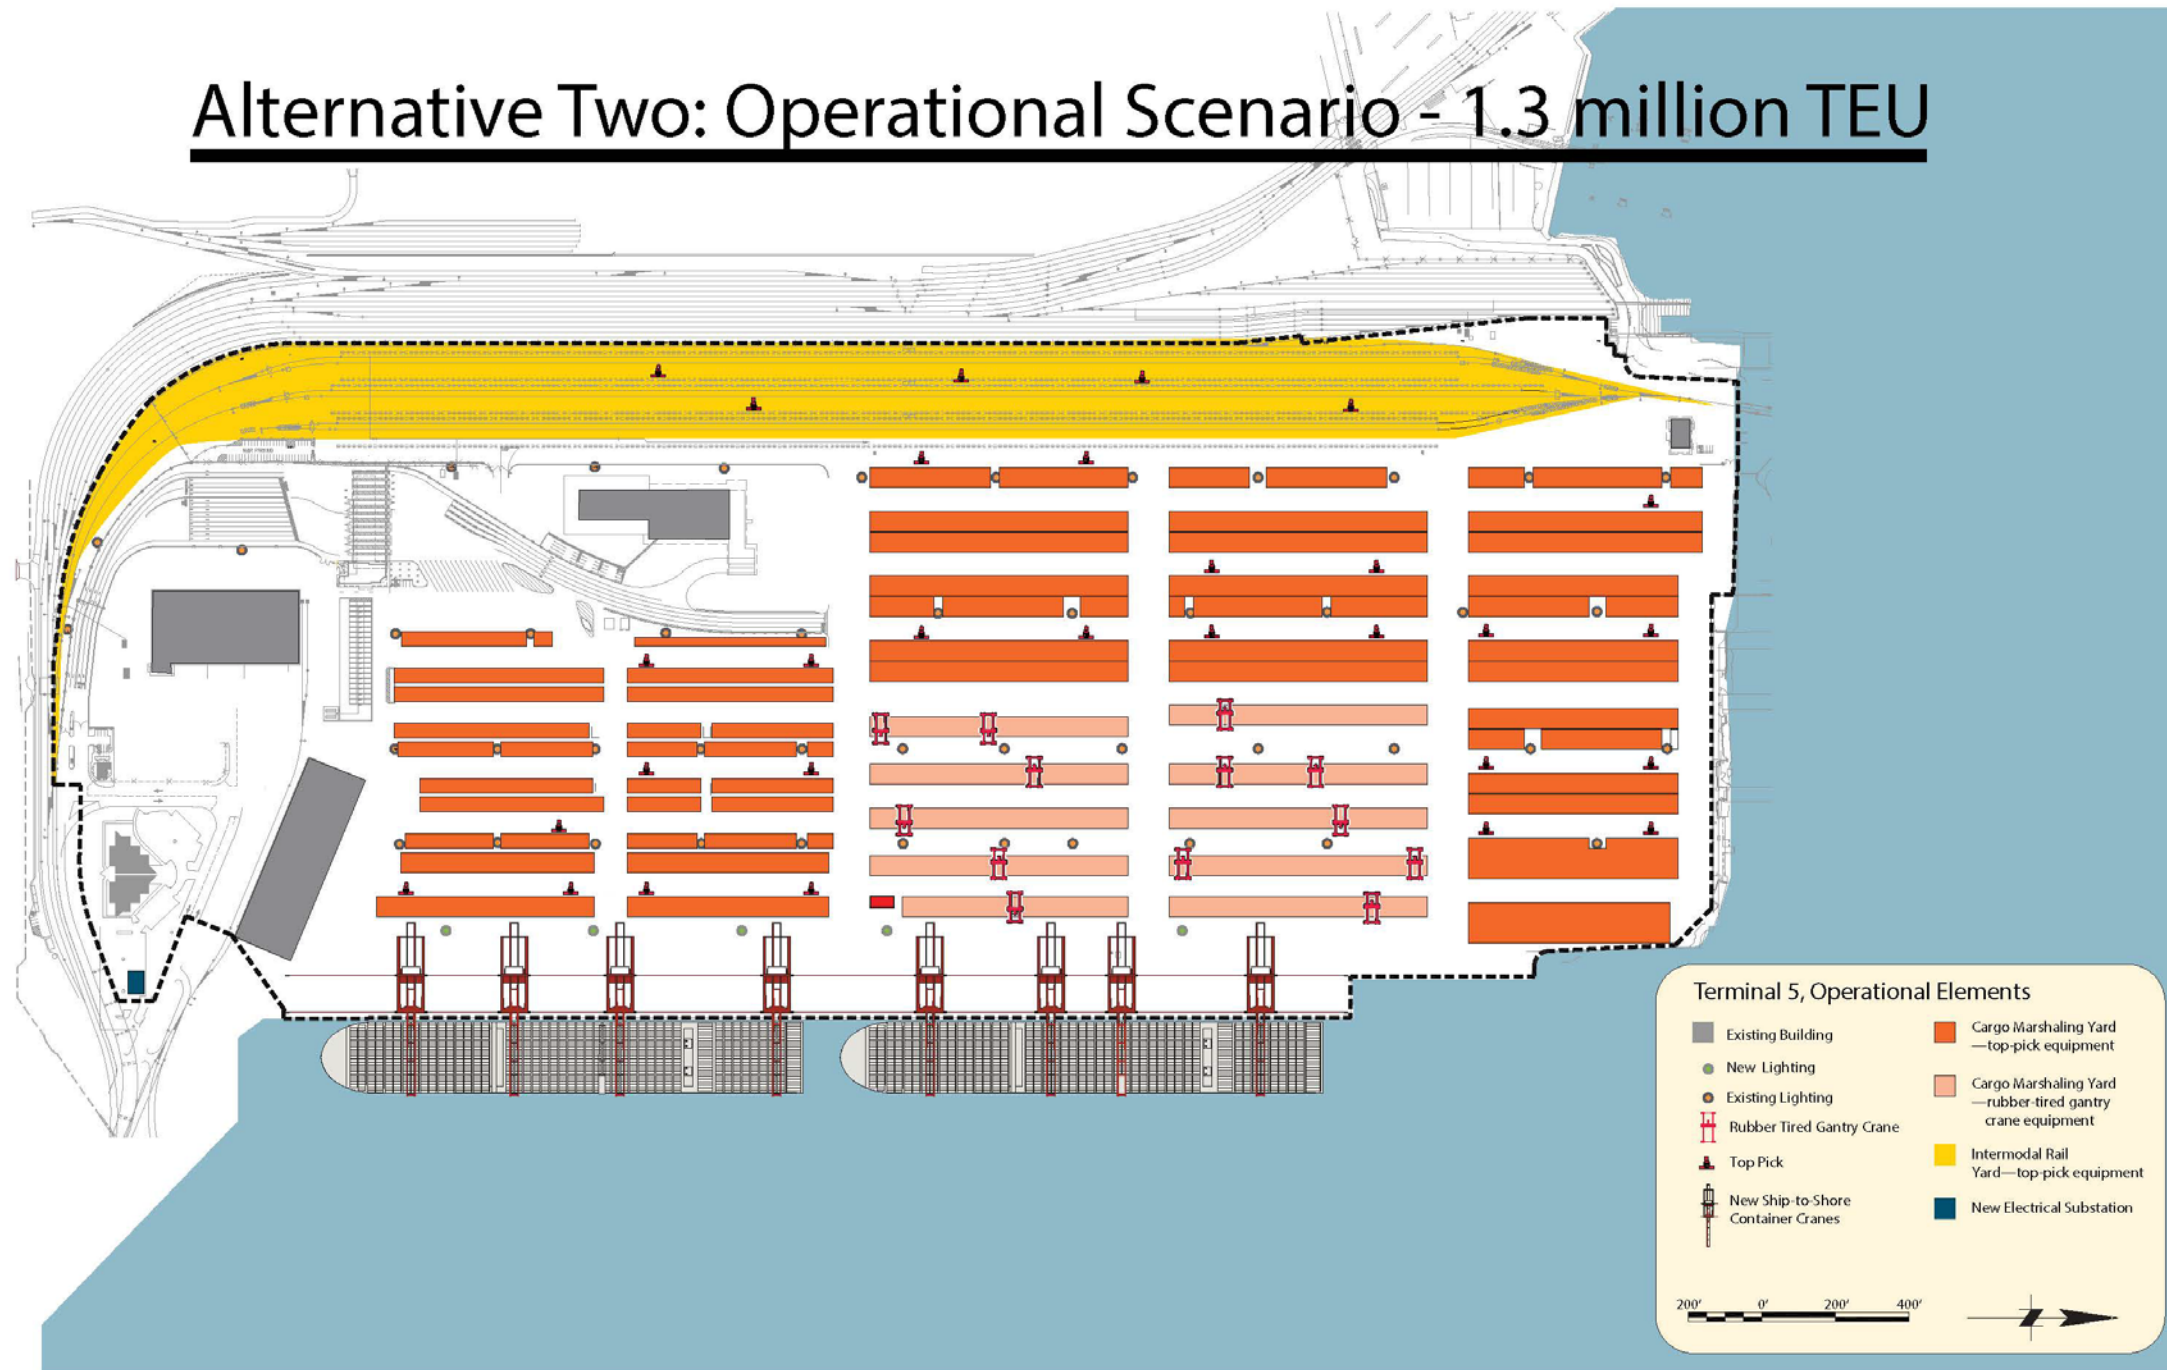 Alternative Two: Operational Scenario - 1.3 million TEU
Terminal 5, Operational Elements
Existing Building
New Lighting
Existing Lighting
Rubber Tired Gantry Crane
Top Pick
New Ship-to-Shore
Container Cranes
Cargo Marshaling Yard
—top-pick equipment
Cargo Marshaling Yard
—rubber-tired gantry
crane equipment
Intermodal Rail
Yard—top-pick equipment
New Electrical Substation
200' 0' 200' 400'